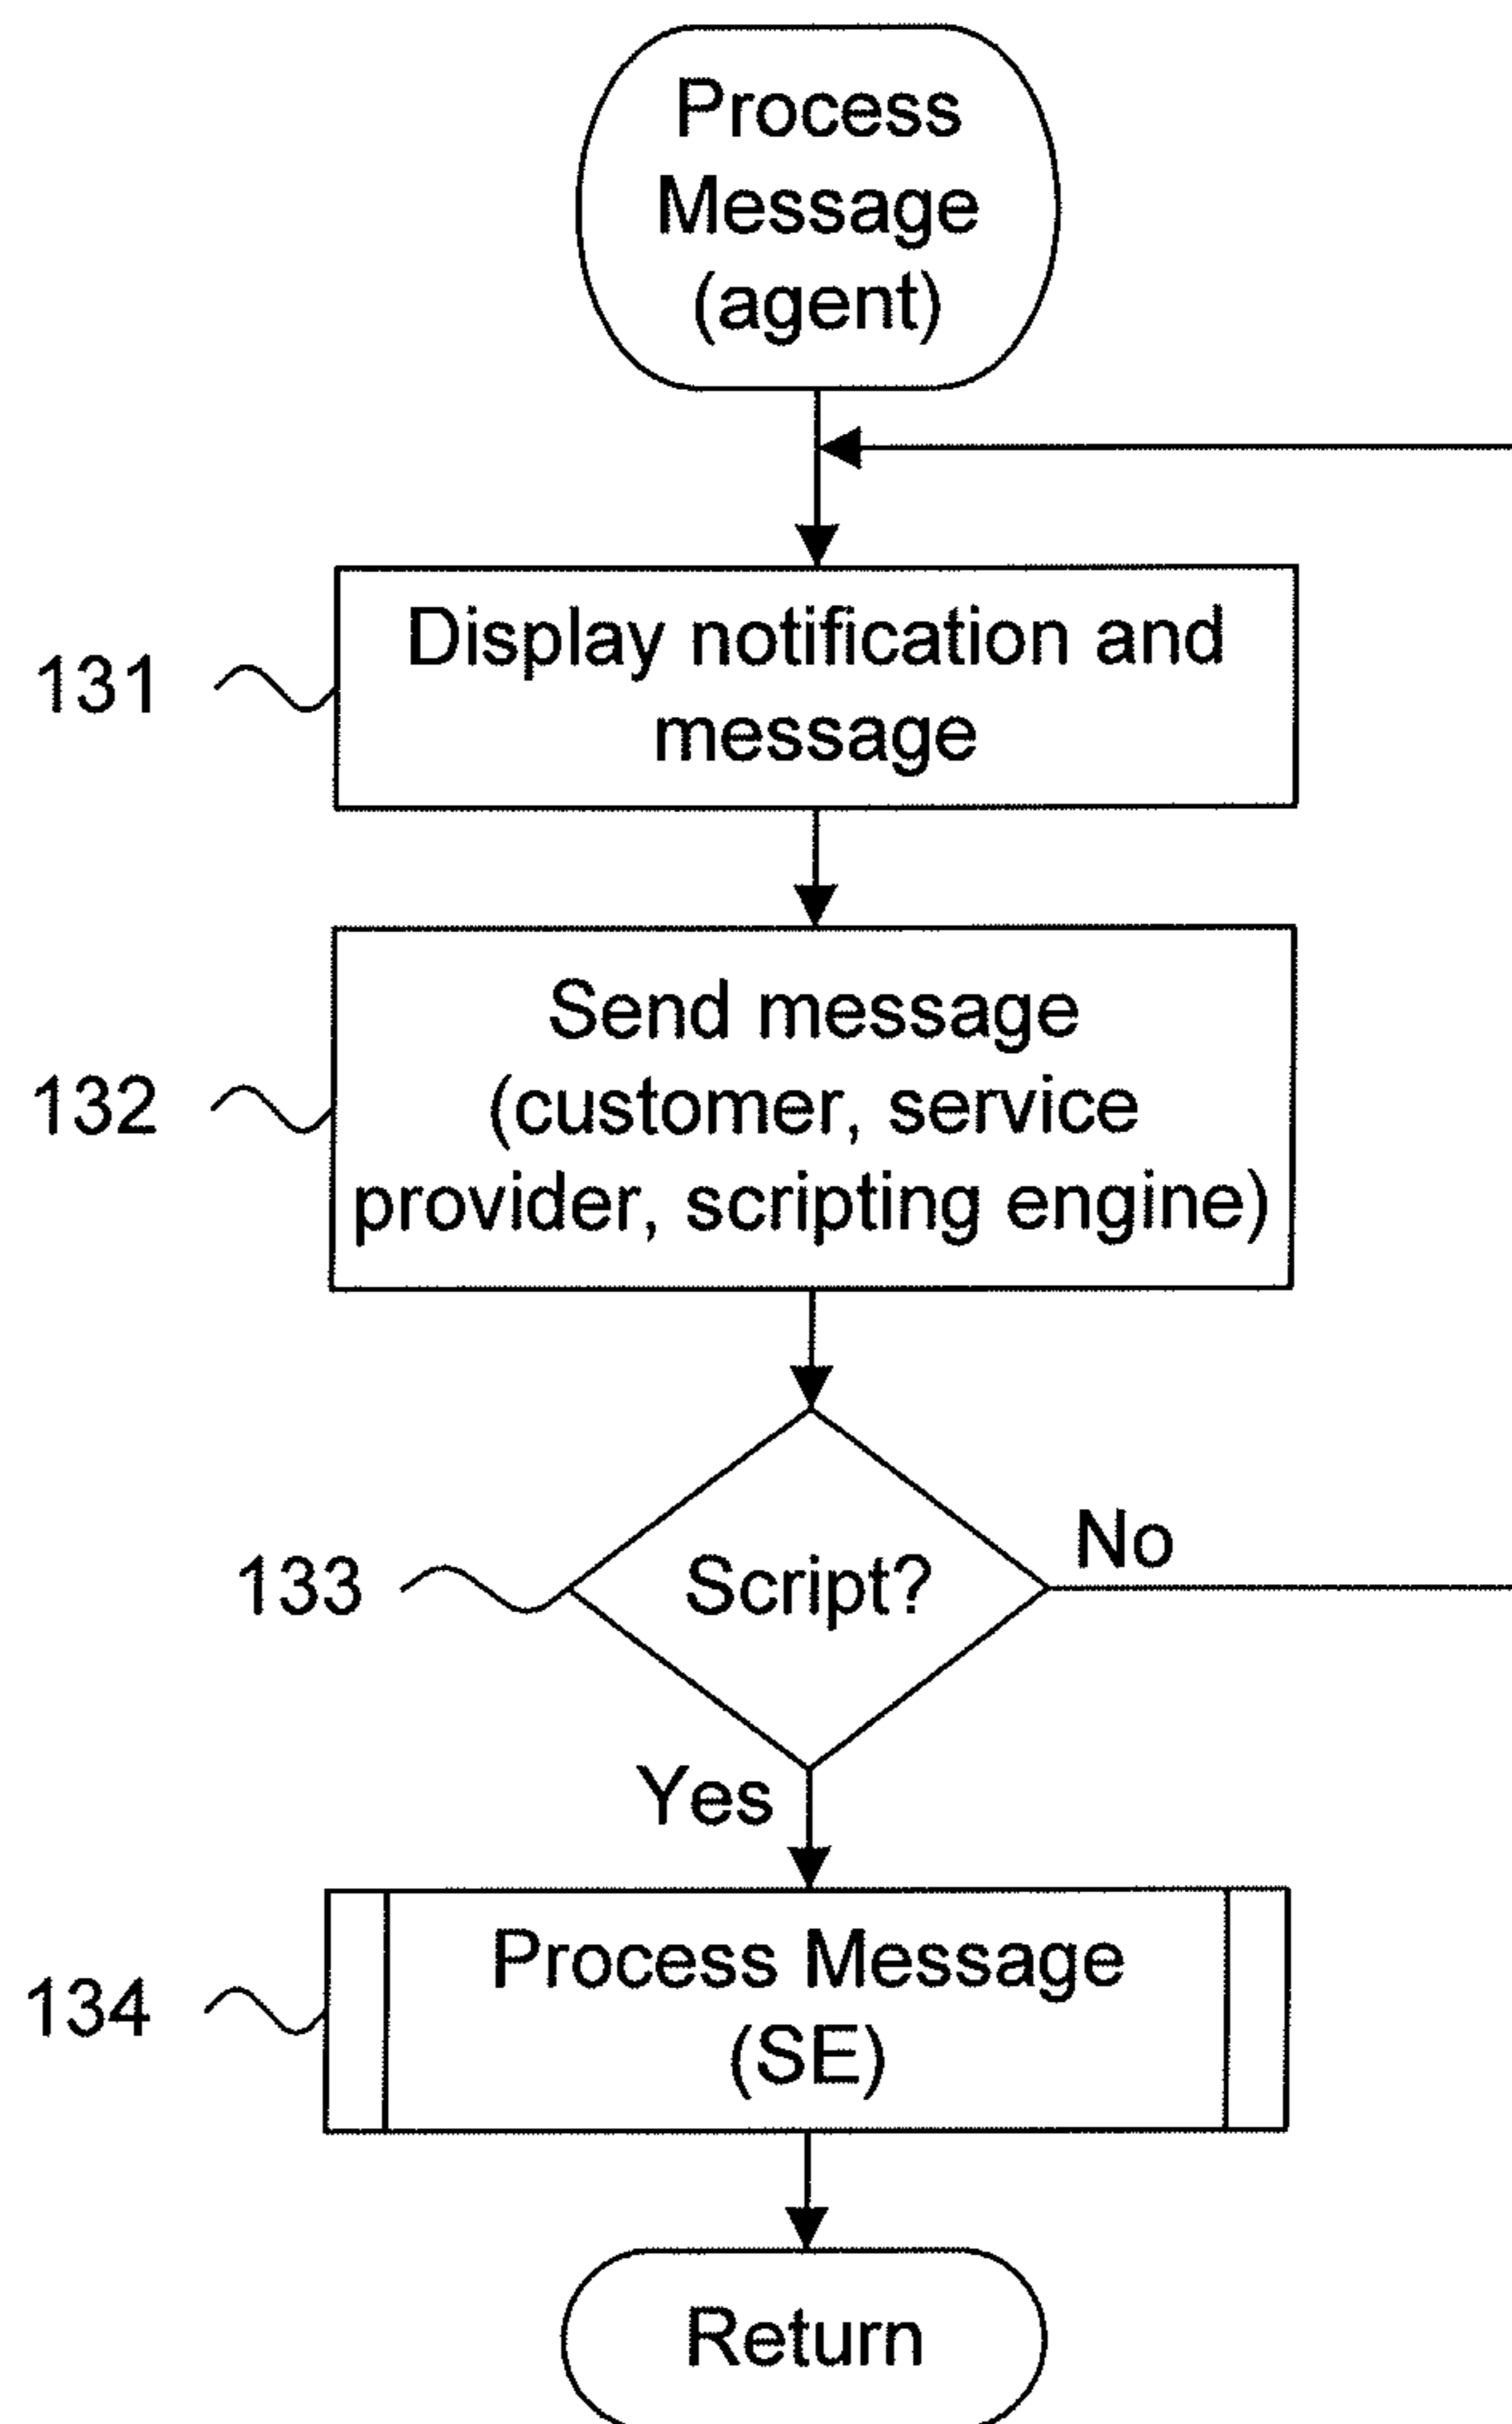 Process
Message
(agent)
131
Display notification and
message
132
Send message
(customer, service
provider, scripting engine)
133
Script?
No
Yes
134
Process Message
(SE)
Return